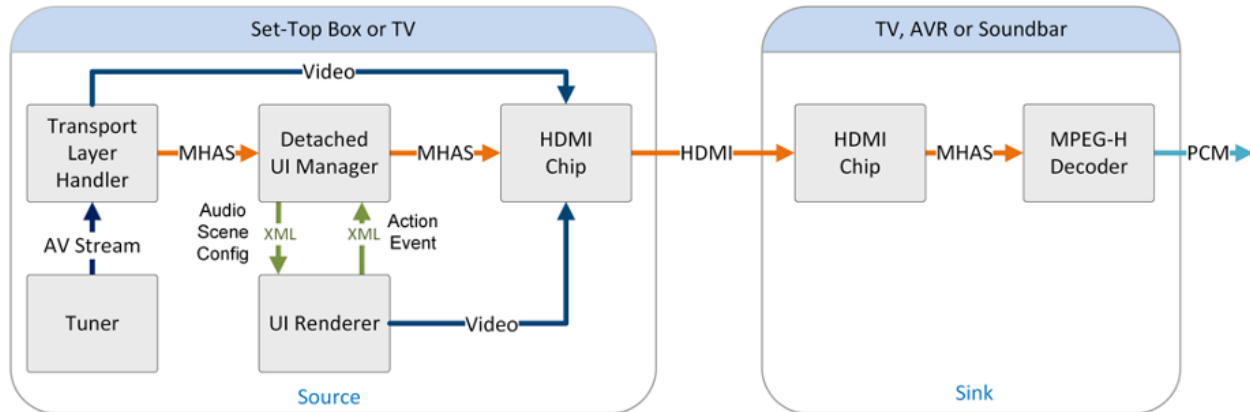 Set-Top Box or TV
TV, AVR or Soundbar
Video
Transport
Layer
Handler
MHAS
Detached
UI Manager
MHAS
HDMI
Chip
HDMI
HDMI
Chip
MHAS
MPEG-H
Decoder
PCM
AV Stream
Audio
Scene
Config
XML
XML
Action
Event
Tuner
UI Renderer
Video
Source
Sink